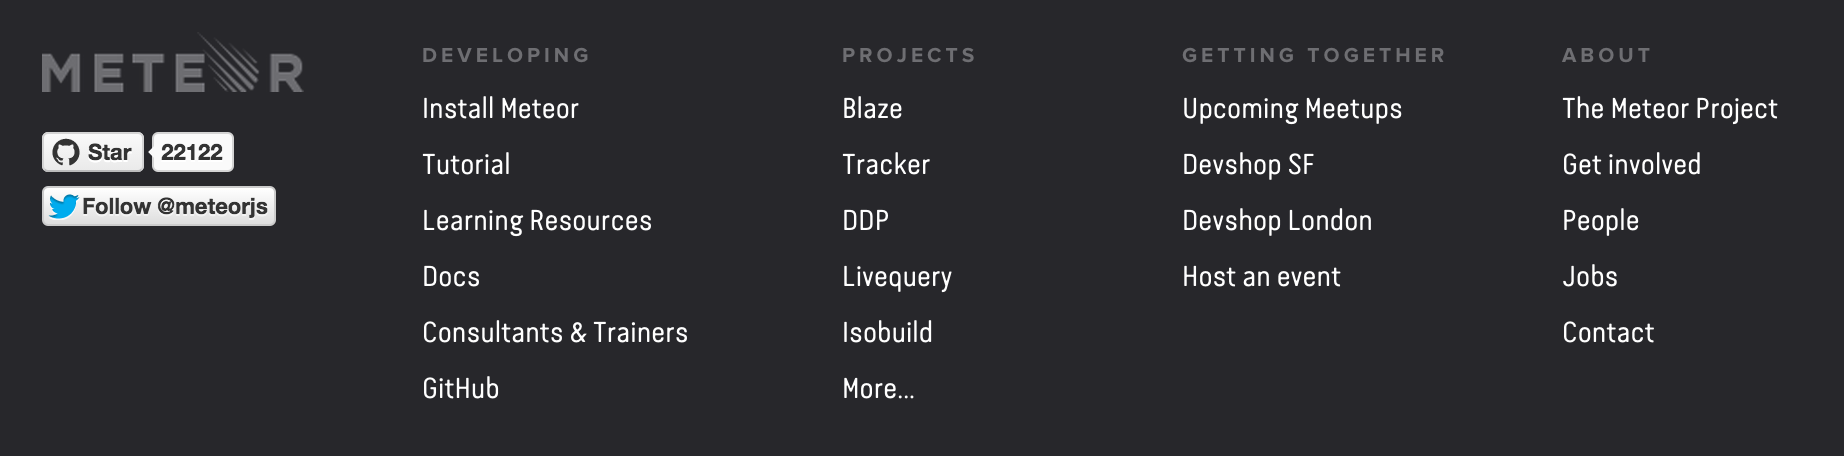 METEOR
Star 22122
Follow @meteorjs
DEVELOPING
Install Meteor
Tutorial
Learning Resources
Docs
Consultants & Trainers
GitHub
PROJECTS
Blaze
Tracker
DDP
Livequery
Isobuild
More...
GETTING TOGETHER
Upcoming Meetups
Devshop SF
Devshop London
Host an event
ABOUT
The Meteor Project
Get involved
People
Jobs
Contact